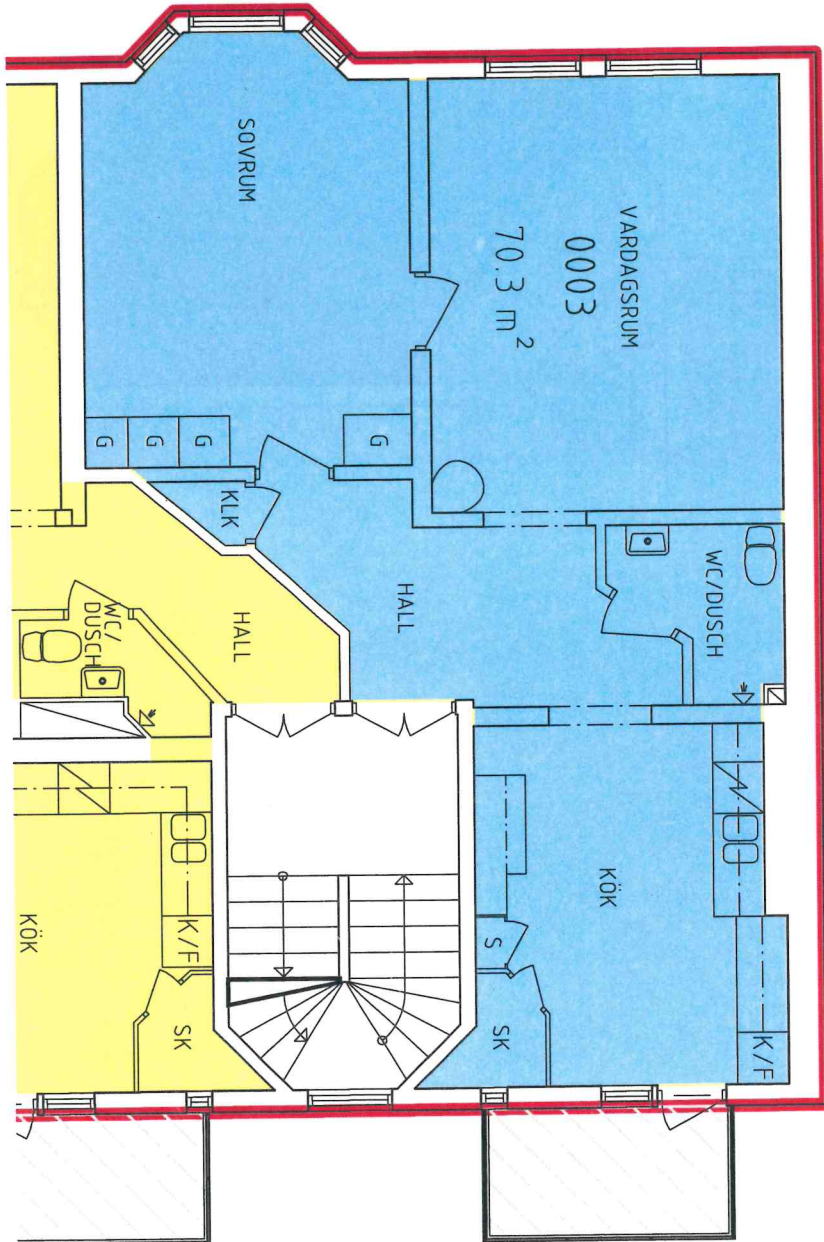 SOVRUM
VARDAGSRUM
0003
70.3 m²
G
G
G
G
KLK
HALL
WC/DUSCH
HALL
WC/
DUSCH
KÖK
S
SK
K/F
KÖK
K/F
SK